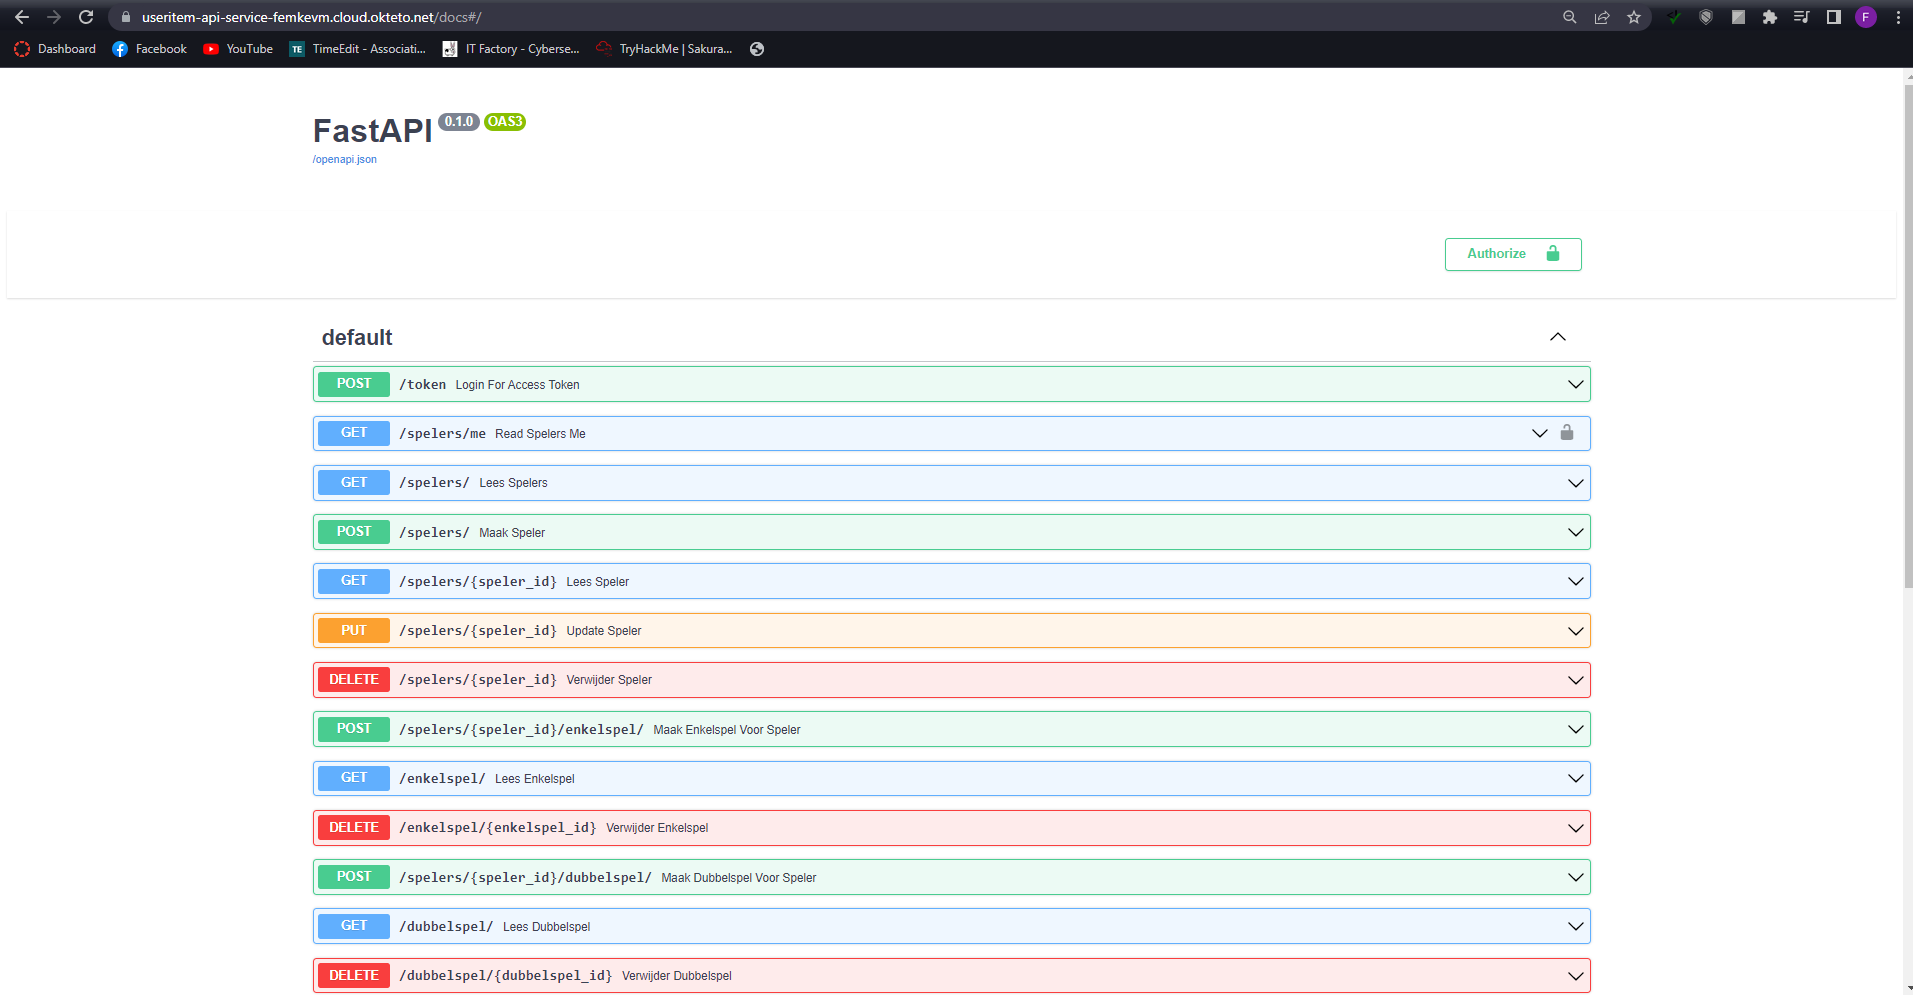 useritem-api-service-femkevm.cloud.okteto.net/docs#/
F
Dashboard Facebook YouTube TE TimeEdit - Associati... IT Factory - Cyberse... TryHackMe | Sakura...
FastAPI 0.1.0 OAS3
/openapi.json
Authorize
default
POST /token Login For Access Token
GET /spelers/me Read Spelers Me
GET /spelers/ Lees Spelers
POST /spelers/ Maak Speler
GET /spelers/{speler_id} Lees Speler
PUT /spelers/{speler_id} Update Speler
DELETE /spelers/{speler_id} Verwijder Speler
POST /spelers/{speler_id}/enkelspel/ Maak Enkelspel Voor Speler
GET /enkelspel/ Lees Enkelspel
DELETE /enkelspel/{enkelspel_id} Verwijder Enkelspel
POST /spelers/{speler_id}/dubbelspel/ Maak Dubbelspel Voor Speler
GET /dubbelspel/ Lees Dubbelspel
DELETE /dubbelspel/{dubbelspel_id} Verwijder Dubbelspel